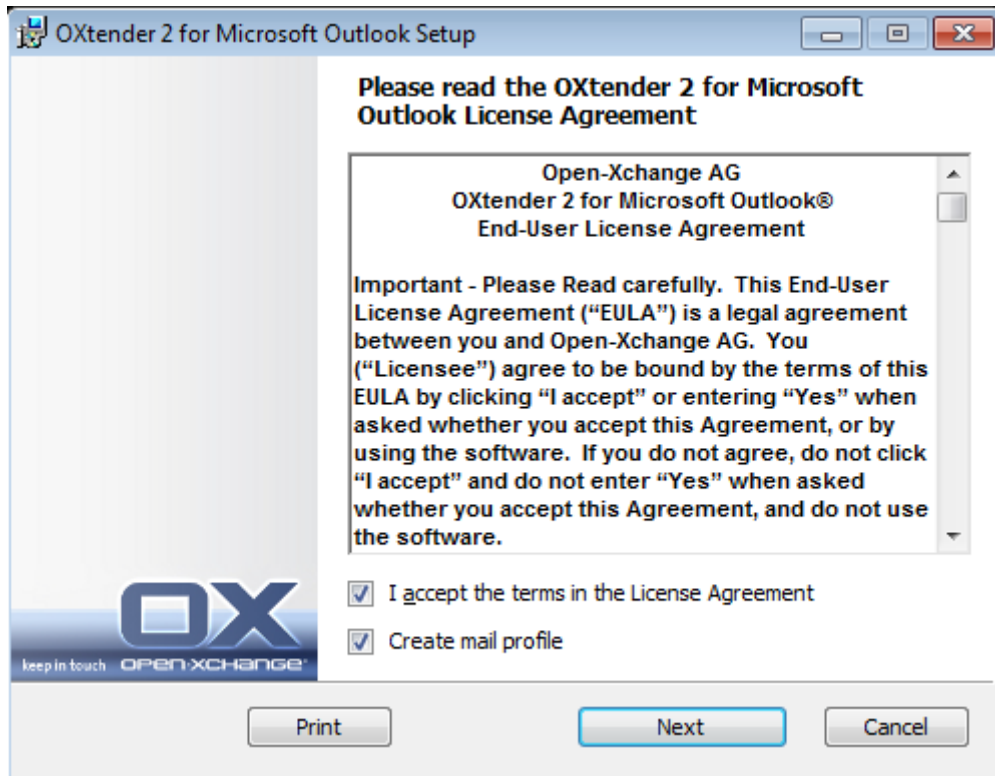 OXtender 2 for Microsoft Outlook Setup
Please read the OXtender 2 for Microsoft
Outlook License Agreement
Open-Xchange AG
OXtender 2 for Microsoft Outlook®
End-User License Agreement
Important - Please Read carefully.  This End-User
License Agreement (“EULA”) is a legal agreement
between you and Open-Xchange AG.  You
(“Licensee”) agree to be bound by the terms of this
EULA by clicking “I accept” or entering “Yes” when
asked whether you accept this Agreement, or by
using the software.  If you do not agree, do not click
“I accept” and do not enter “Yes” when asked
whether you accept this Agreement, and do not use
the software.
I accept the terms in the License Agreement
Create mail profile
OX
keep in touch OPEN-XCHANGE
Print Next Cancel